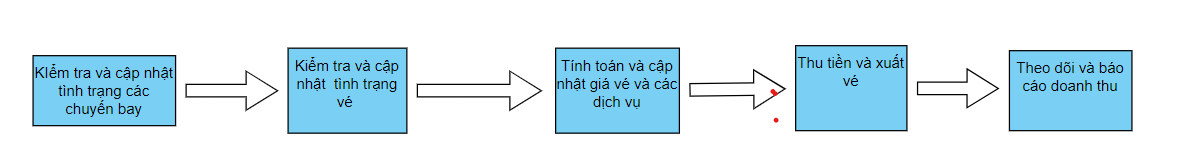 KIểm tra và cập nhật
tình trạng các
chuyến bay
Kiểm tra và cập
nhật tình trạng
vé
Tính toán và cập
nhật giá vé và các
dịch vụ
Thu tiền và xuất
vé
Theo dõi và báo
cáo doanh thu